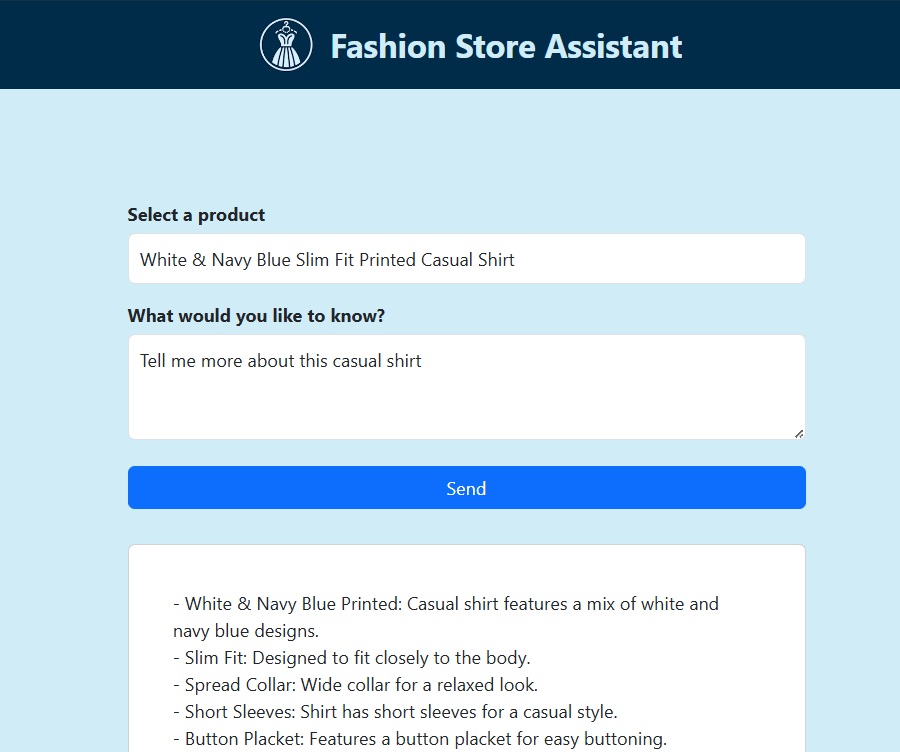 Fashion Store Assistant
Select a product
White & Navy Blue Slim Fit Printed Casual Shirt
What would you like to know?
Tell me more about this casual shirt
Send
- White & Navy Blue Printed: Casual shirt features a mix of white and
navy blue designs.
- Slim Fit: Designed to fit closely to the body.
- Spread Collar: Wide collar for a relaxed look.
- Short Sleeves: Shirt has short sleeves for a casual style.
- Button Placket: Features a button placket for easy buttoning.